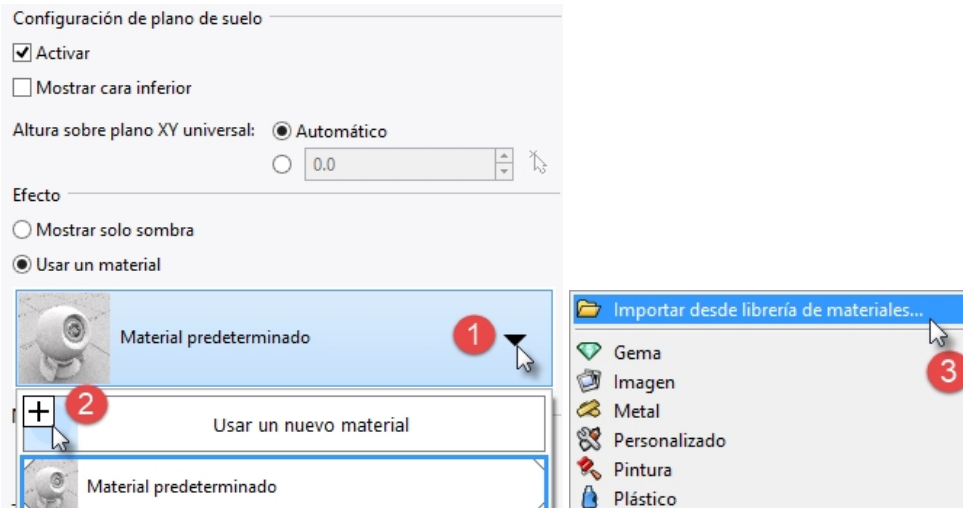 Configuración de plano de suelo
Activar
Mostrar cara inferior
Altura sobre plano XY universal:
Automático
0.0
Efecto
Mostrar solo sombra
Usar un material
Material predeterminado
1
2
Usar un nuevo material
Material predeterminado
Importar desde librería de materiales...
3
Gema
Imagen
Metal
Personalizado
Pintura
Plástico